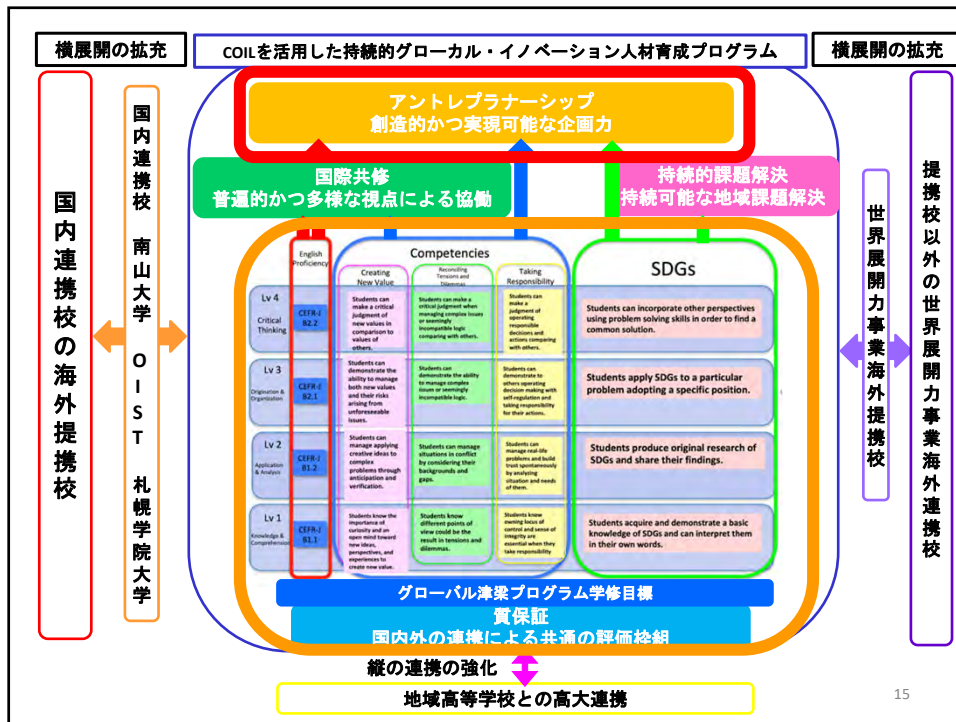 横展開の拡充
COILを活用した持続的グローカル・イノベーション人材育成プログラム
横展開の拡充
国内連携校の海外提携校
国内連携校 南山大学 OIST 札幌学院大学
アントレプラナーシップ
創造的かつ実現可能な企画力
国際共修
普遍的かつ多様な視点による協働
持続的課題解決
持続可能な地域課題解決
English
Proficiency
Competencies
Creating
New Value
Reconciling
Tensions and
Dilemmas
Taking
Responsibility
SDGs
Lv 4
Critical
Thinking
CEFR-J
B2.2
Students can
make a critical
judgment of
new values in
comparison to
values of
others.
Students can make a
critical judgment when
managing complex issues
or seemingly
incompatible logic
comparing with others.
Students can
make a
judgment of
operating
responsible
decisions and
actions comparing
with others.
Students can incorporate other perspectives
using problem solving skills in order to find a
common solution.
Lv 3
Origination &
Organization
CEFR-J
B2.1
Students can
demonstrate the
ability to manage
both new values
and their risks
arising from
unforeseeable
issues.
Students can
demonstrate the ability
to manage complex
issues or seemingly
incompatible logic.
Students can
demonstrate to
others operating
decision making with
self-regulation and
taking responsibility
for their actions.
Students apply SDGs to a particular
problem adopting a specific position.
Lv 2
Application
& Analysis
CEFR-J
B1.2
Students can
manage applying
creative ideas to
complex
problems through
anticipation and
verification.
Students can manage
situations in conflict
by considering their
backgrounds and
gaps.
Students can
manage real-life
problems and build
trust spontaneously
by analyzing
situation and needs
of them.
Students produce original research of
SDGs and share their findings.
Lv 1
Knowledge &
Comprehension
CEFR-J
B1.1
Students know the
importance of
curiosity and an
open mind toward
new ideas,
perspectives, and
experiences to
create new value.
Students know
different points of
view could be the
result in tensions and
dilemmas.
Students know
owning locus of
control and sense of
integrity are
essential when they
take responsibility
Students acquire and demonstrate a basic
knowledge of SDGs and can interpret them
in their own words.
グローバル津梁プログラム学修目標
質保証
国内外の連携による共通の評価枠組
縦の連携の強化
地域高等学校との高大連携
世界展開力事業海外提携校
提携校以外の世界展開力事業海外連携校
15